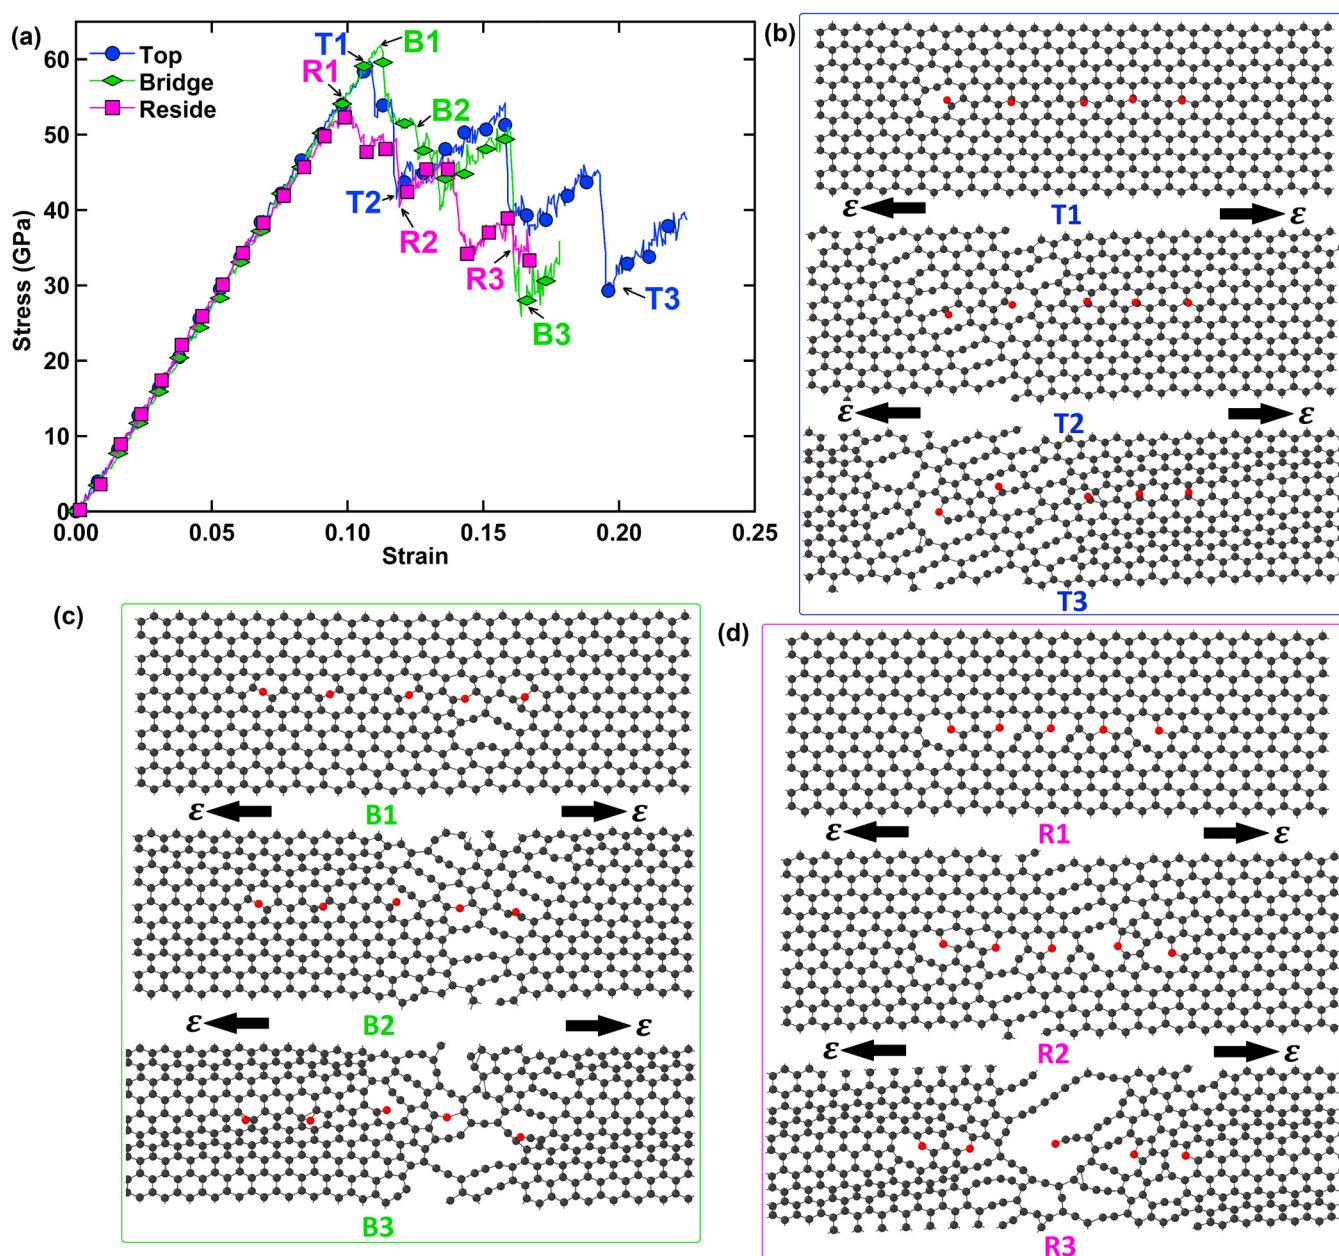 (a)
60
50
40
30
20
10
0
Stress (GPa)
0.00
0.05
0.10
0.15
0.20
0.25
Strain
Top
Bridge
Reside
T1
B1
R1
B2
T2
R2
R3
B3
T3
(b)
ε
T1
ε
ε
T2
ε
T3
(c)
ε
B1
ε
ε
B2
ε
B3
(d)
ε
R1
ε
ε
R2
ε
R3